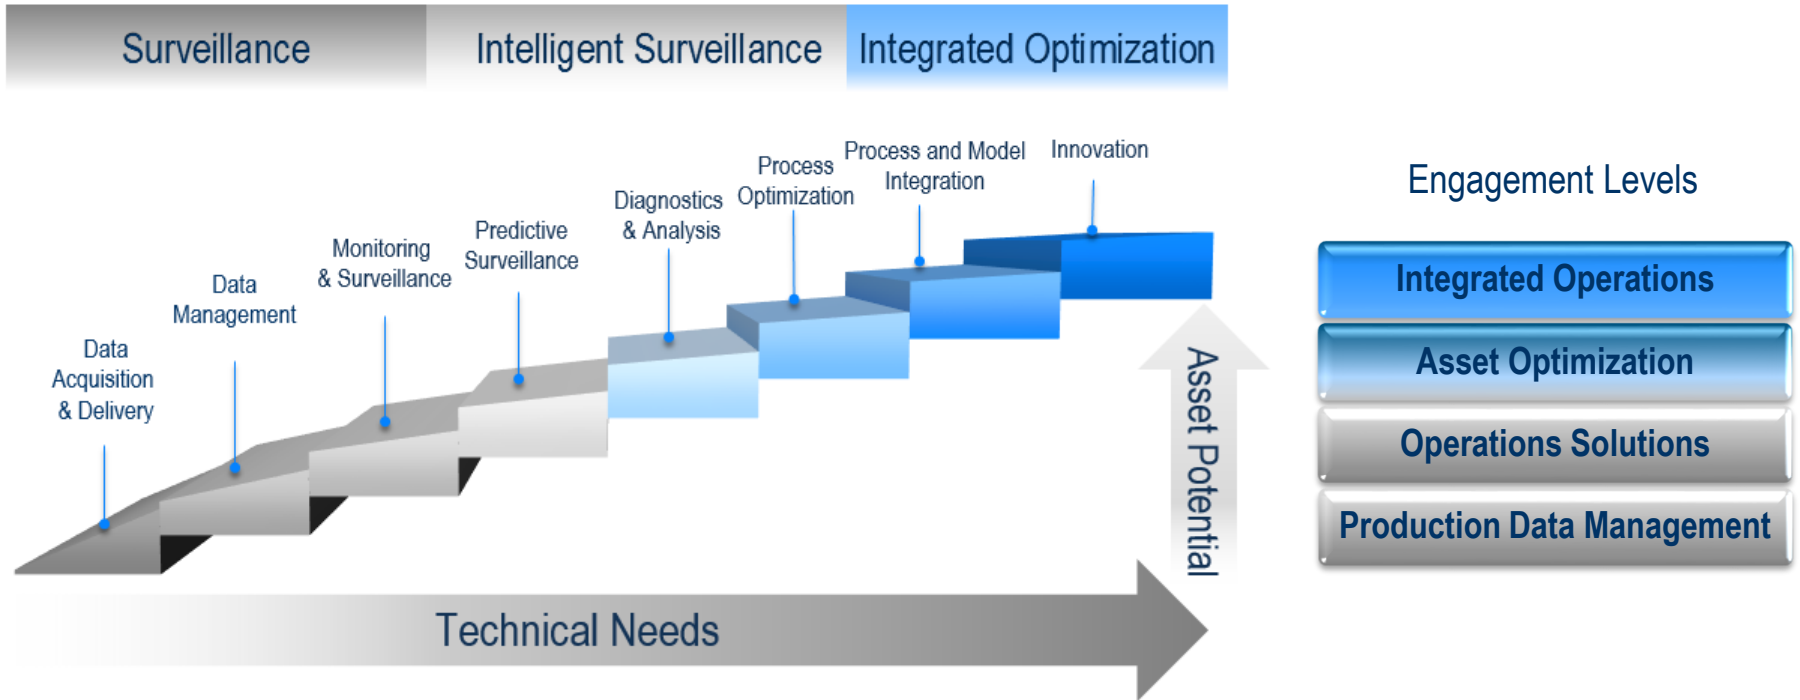 Surveillance
Intelligent Surveillance
Integrated Optimization
Data
Acquisition
& Delivery
Data
Management
Monitoring
& Surveillance
Predictive
Surveillance
Diagnostics
& Analysis
Process
Optimization
Process and Model
Integration
Innovation
Asset Potential
Technical Needs
Engagement Levels
Integrated Operations
Asset Optimization
Operations Solutions
Production Data Management